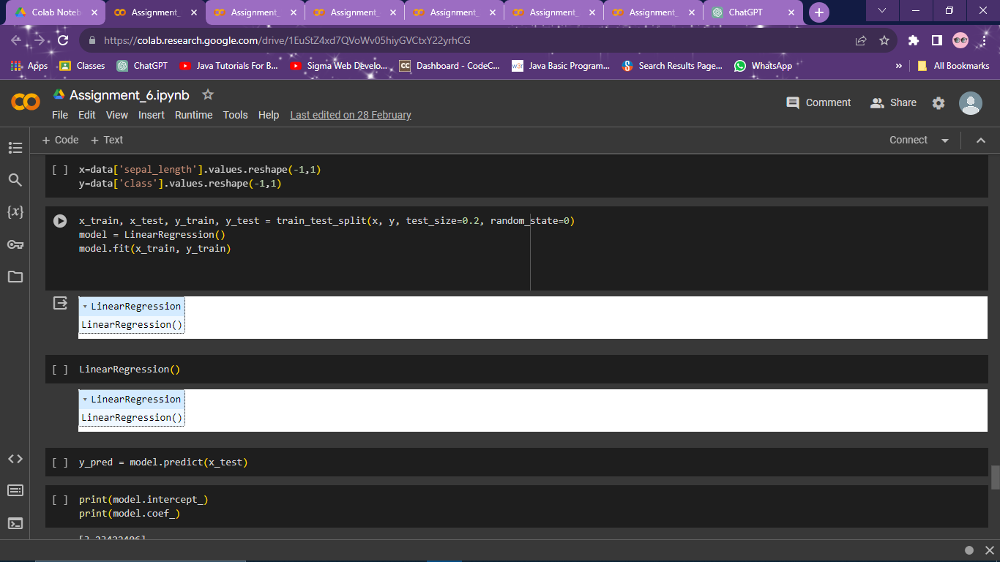 Colab Noteb
Assignment_
Assignment_
Assignment_
Assignment_
Assignment_
Assignment_
ChatGPT
https://colab.research.google.com/drive/1EuStZ4xd7QVoWv05hiyGVCtxY22yrhCG
Apps
Classes
ChatGPT
Java Tutorials For B...
Sigma Web Develo...
CC Dashboard - CodeC...
w3r Java Basic Program...
Search Results Page...
WhatsApp
»
All Bookmarks
Assignment_6.ipynb
File Edit View Insert Runtime Tools Help Last edited on 28 February
Comment
Share
+ Code + Text
Connect
[ ] x=data['sepal_length'].values.reshape(-1,1)
y=data['class'].values.reshape(-1,1)
{x}
x_train, x_test, y_train, y_test = train_test_split(x, y, test_size=0.2, random_state=0)
model = LinearRegression()
model.fit(x_train, y_train)
LinearRegression
LinearRegression()
[ ] LinearRegression()
LinearRegression
LinearRegression()
[ ] y_pred = model.predict(x_test)
[ ] print(model.intercept_)
print(model.coef_)